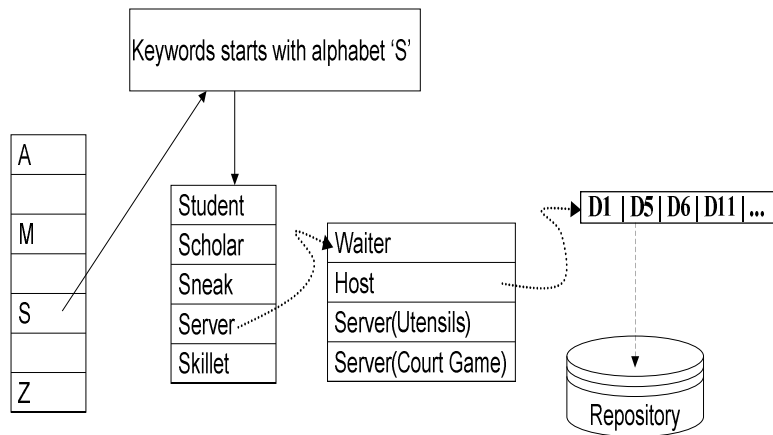 Keywords starts with alphabet ‘S’
A
M
S
Z
Student
Scholar
Sneak
Server
Skillet
Waiter
Host
Server(Utensils)
Server(Court Game)
D1 | D5 | D6 | D11 | ...
Repository